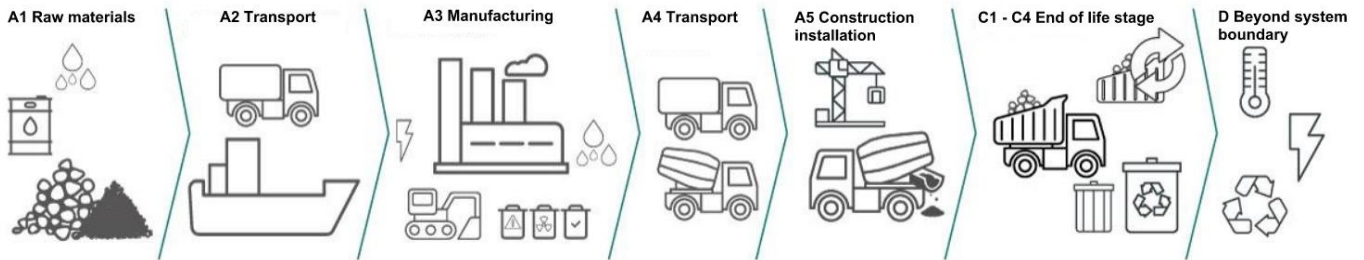 A1 Raw materials
A2 Transport
A3 Manufacturing
A4 Transport
A5 Construction
installation
C1 - C4 End of life stage
D Beyond system
boundary